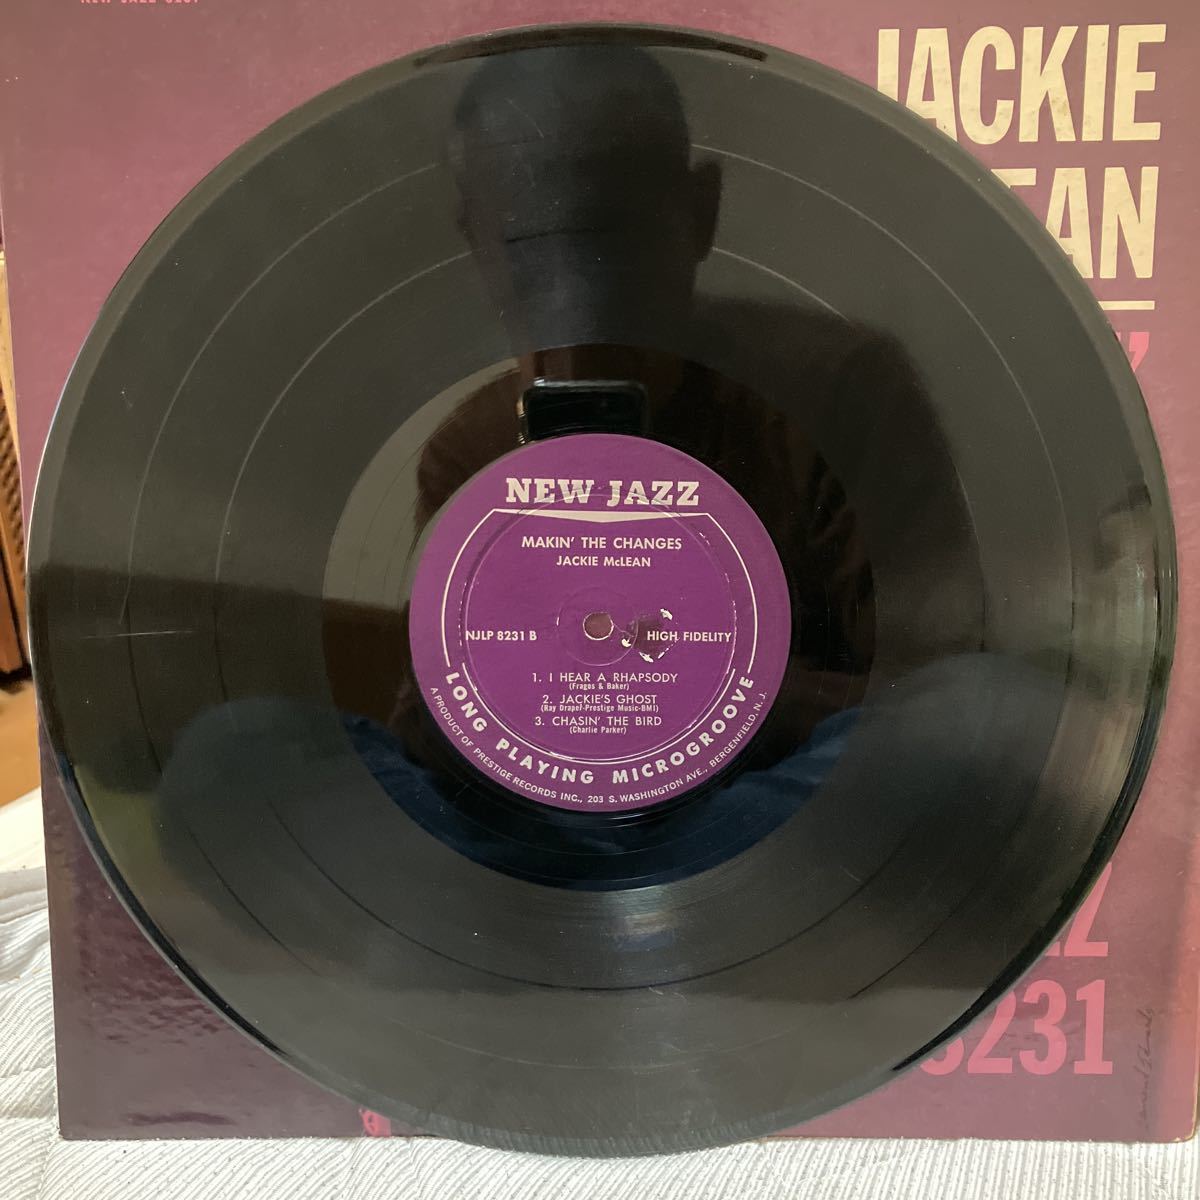 JACKIE
EAN
231
NEW JAZZ
MAKIN' THE CHANGES
JACKIE McLEAN
NJLP 8231 B
HIGH FIDELITY
1. I HEAR A RHAPSODY
(Fragos & Baker)
2. JACKIE'S GHOST
(Ray Draper-Prestige Music-BMI)
3. CHASIN' THE BIRD
(Charlie Parker)
LONG PLAYING MICROGROOVE
A PRODUCT OF PRESTIGE RECORDS INC., 203 S. WASHINGTON AVE., BERGENFIELD, N. J.